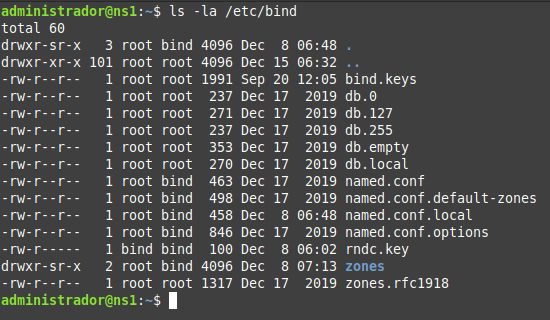 administrador@ns1:~$ ls -la /etc/bind
total 60
drwxr-sr-x   3 root bind 4096 Dec  8 06:48 .
drwxr-xr-x 101 root root 4096 Dec 15 06:32 ..
-rw-r--r--   1 root root 1991 Sep 20 12:05 bind.keys
-rw-r--r--   1 root root  237 Dec 17  2019 db.0
-rw-r--r--   1 root root  271 Dec 17  2019 db.127
-rw-r--r--   1 root root  237 Dec 17  2019 db.255
-rw-r--r--   1 root root  353 Dec 17  2019 db.empty
-rw-r--r--   1 root root  270 Dec 17  2019 db.local
-rw-r--r--   1 root bind  463 Dec 17  2019 named.conf
-rw-r--r--   1 root bind  498 Dec 17  2019 named.conf.default-zones
-rw-r--r--   1 root bind  458 Dec  8 06:48 named.conf.local
-rw-r--r--   1 root bind  846 Dec 17  2019 named.conf.options
-rw-r-----   1 bind bind  100 Dec  8 06:02 rndc.key
drwxr-sr-x   2 root bind 4096 Dec  8 07:13 zones
-rw-r--r--   1 root root 1317 Dec 17  2019 zones.rfc1918
administrador@ns1:~$